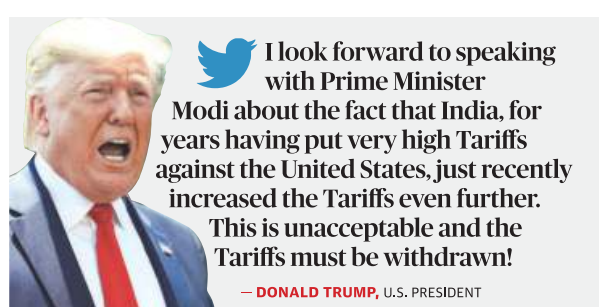 I look forward to speaking
with Prime Minister
Modi about the fact that India, for
years having put very high Tariffs
against the United States, just recently
increased the Tariffs even further.
This is unacceptable and the
Tariffs must be withdrawn!
— DONALD TRUMP, U.S. PRESIDENT